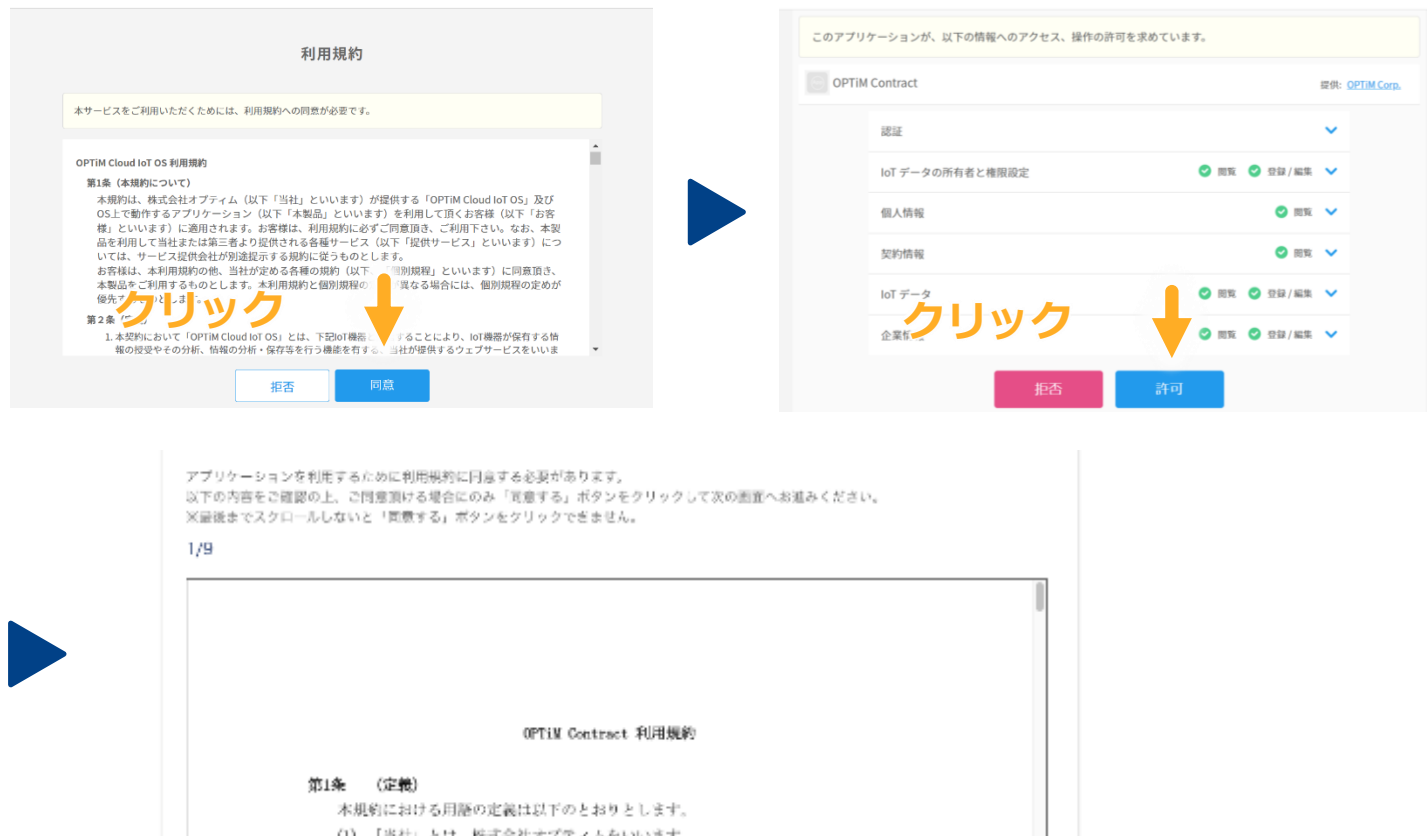 利用規約
本サービスをご利用いただくためには、利用規約への同意が必要です。
OPTiM Cloud IoT OS 利用規約
第1条（本規約について）
本規約は、株式会社オプティム（以下「当社」といいます）が提供する「OPTiM Cloud IoT OS」及び
OS上で動作するアプリケーション（以下「本製品」といいます）を利用して頂くお客様（以下「お客
様」といいます）に適用されます。お客様は、利用規約に必ずご同意頂き、ご利用下さい。なお、本製
品を利用して当社または第三者より提供される各種サービス（以下「提供サービス」といいます）につ
いては、サービス提供会社が別途提示する規約に従うものとします。
お客様は、本利用規約の他、当社が定める各種の規約（以下、「個別規程」といいます）に同意頂き、
本製品をご利用するものとします。本利用規約と個別規程の 異なる場合には、個別規程の定めが
優先 とします。
クリック
第2条
1. 本契約において「OPTiM Cloud IoT OS」とは、下記IoT機器 することにより、IoT機器が保有する情
報の授受やその分析、情報の分析・保存等を行う機能を有する、当社が提供するウェブサービスをいいま
拒否
同意
このアプリケーションが、以下の情報へのアクセス、操作の許可を求めています。
OPTiM Contract
提供: OPTiM Corp.
認証
IoT データの所有者と権限設定 閲覧 登録 / 編集
個人情報 閲覧
契約情報 閲覧
IoT データ 閲覧 登録 / 編集
クリック
企業 閲覧 登録 / 編集
拒否
許可
アプリケーションを利用するために利用規約に同意する必要があります。
以下の内容をご確認の上、ご同意頂ける場合にのみ「同意する」ボタンをクリックして次の画面へお進みください。
※最後までスクロールしないと「同意する」ボタンをクリックできません。
1/9
OPTiM Contract 利用規約
第1条 （定義）
本規約における用語の定義は以下のとおりとします。
(1) 「当社」とは、株式会社オプティムをいいます。